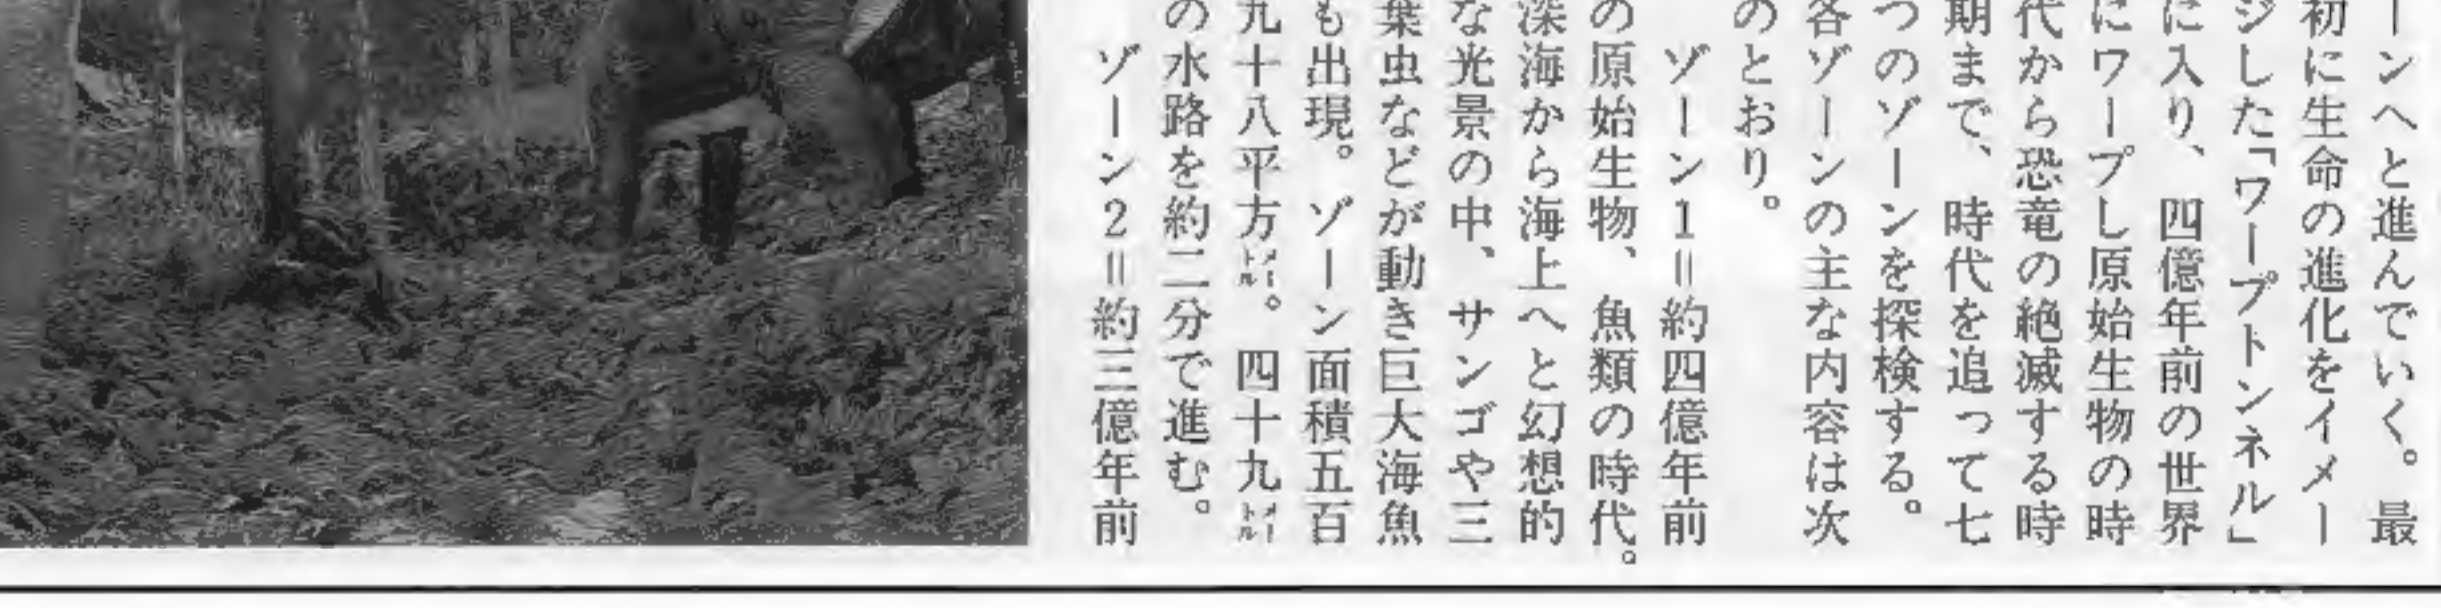 ーンへと進んでいく。最
初に生命の進化をイメー
ジした「ワープトンネル」
に入り、四億年前の世界
にワープし原始生物の時
代から恐竜の絶滅する時
期まで、時代を追って七
つのゾーンを探検する。
各ゾーンの主な内容は次
のとおり。
ゾーン1=約四億年前
の原始生物、魚類の時代。
深海から海上へと幻想的
な光景の中、サンゴや三
葉虫などが動き巨大海魚
も出現。ゾーン面積五百
九十八平方メートル。四十九メートル
の水路を約二分で進む。
ゾーン2=約三億年前